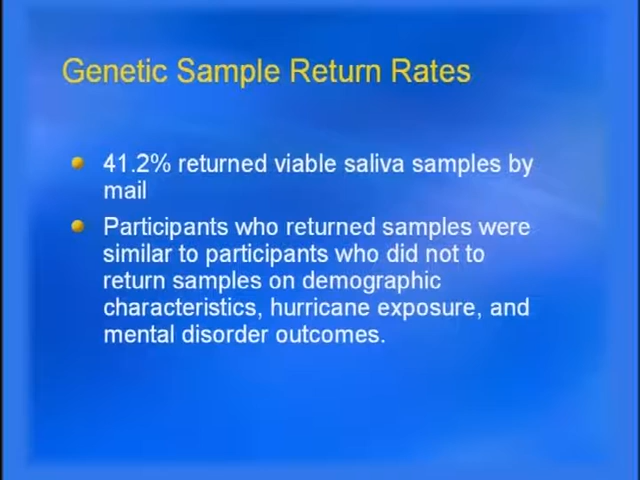 Genetic Sample Return Rates
41.2% returned viable saliva samples by
mail
Participants who returned samples were
similar to participants who did not to
return samples on demographic
characteristics, hurricane exposure, and
mental disorder outcomes.